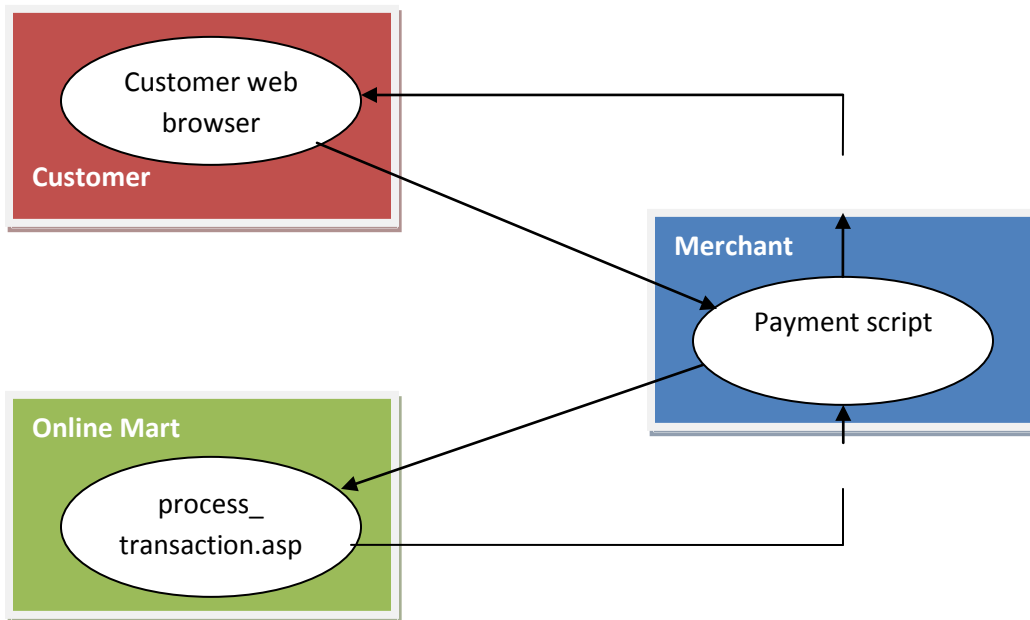 Customer web
browser
Customer
Merchant
Payment script
Online Mart
process_
transaction.asp